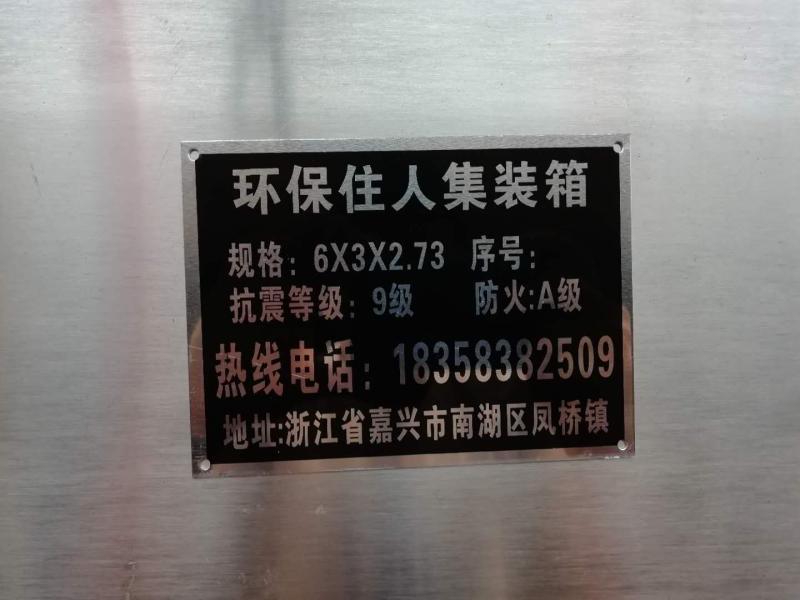 环保住人集装箱
规格：6X3X2.73 序号：
抗震等级：9级 防火:A级
热线电话：18358382509
地址:浙江省嘉兴市南湖区凤桥镇